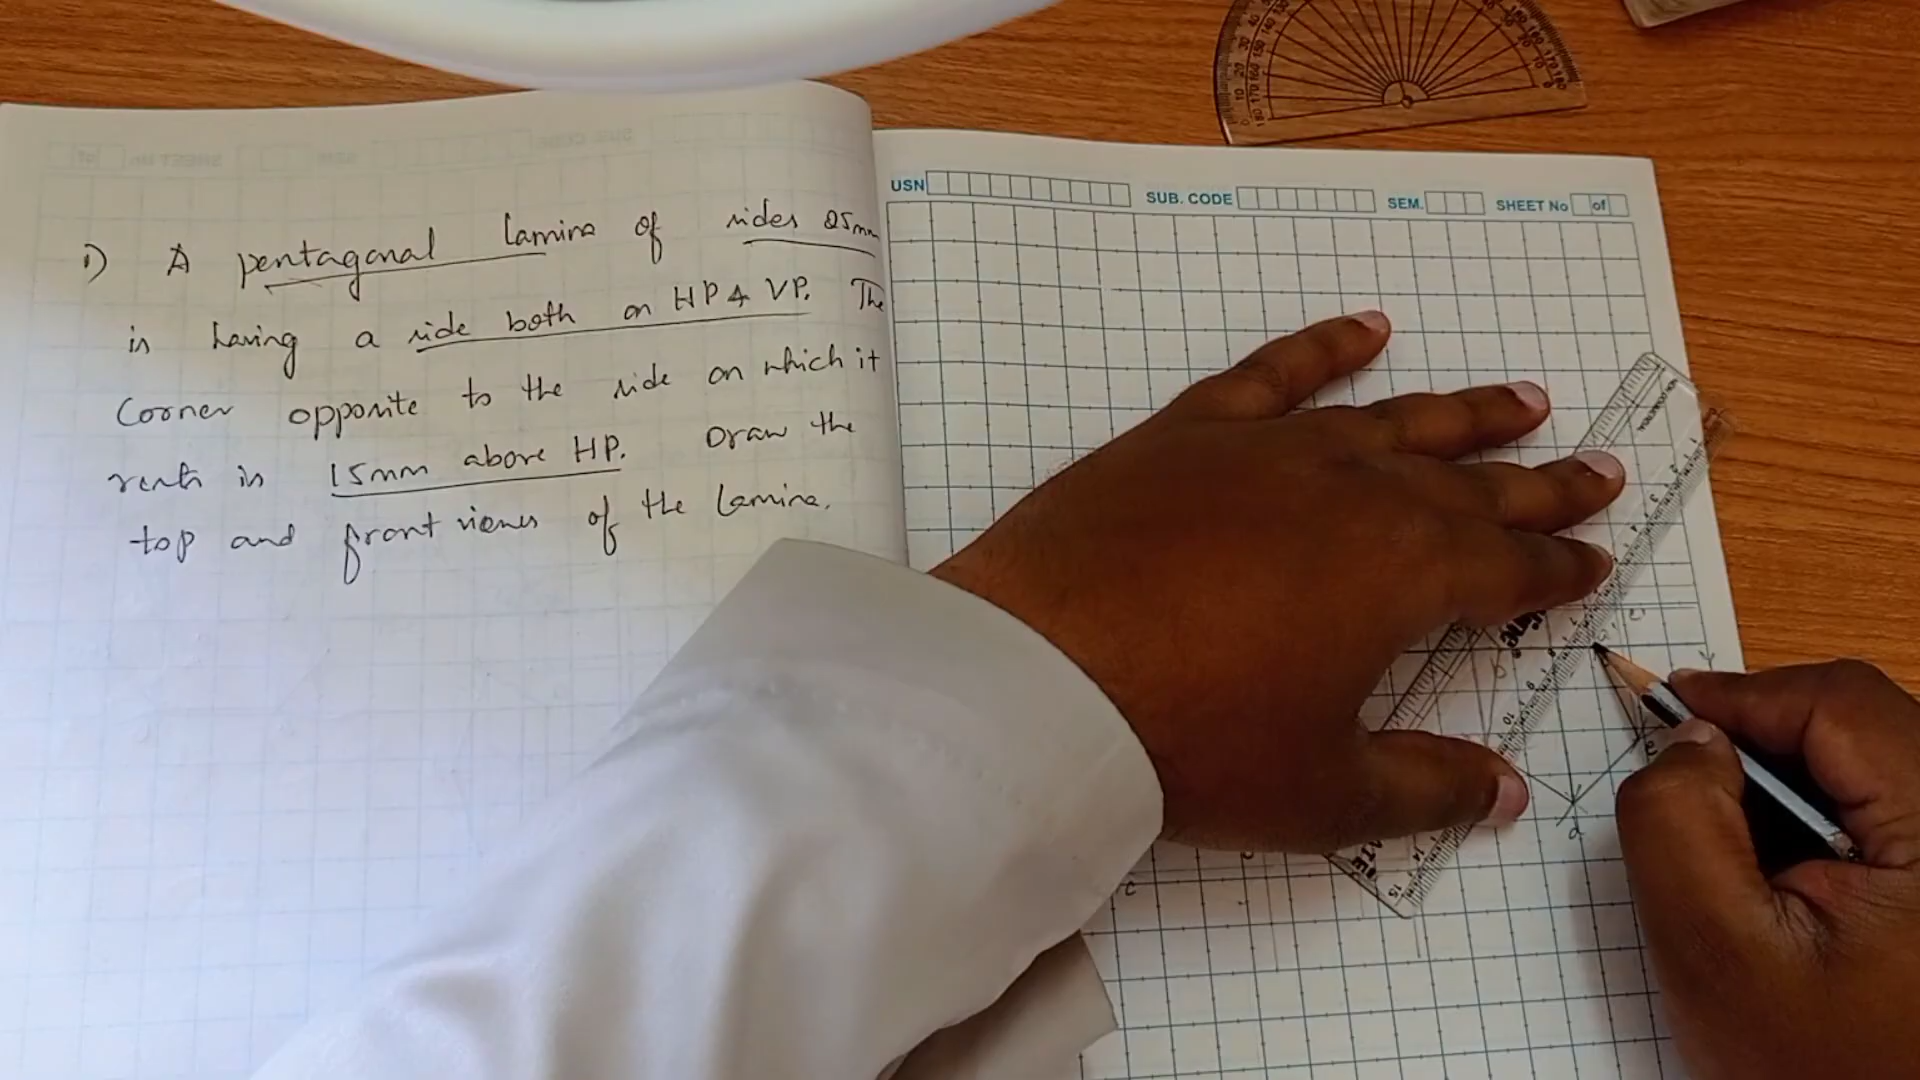 1) A pentagonal lamina of sides 25mm
is having a side both on HP & VP. The
corner opposite to the side on which it
rests is 15mm above HP. Draw the
top and front views of the lamina.
USN
SUB. CODE
SEM.
SHEET No of
b
e
d
c